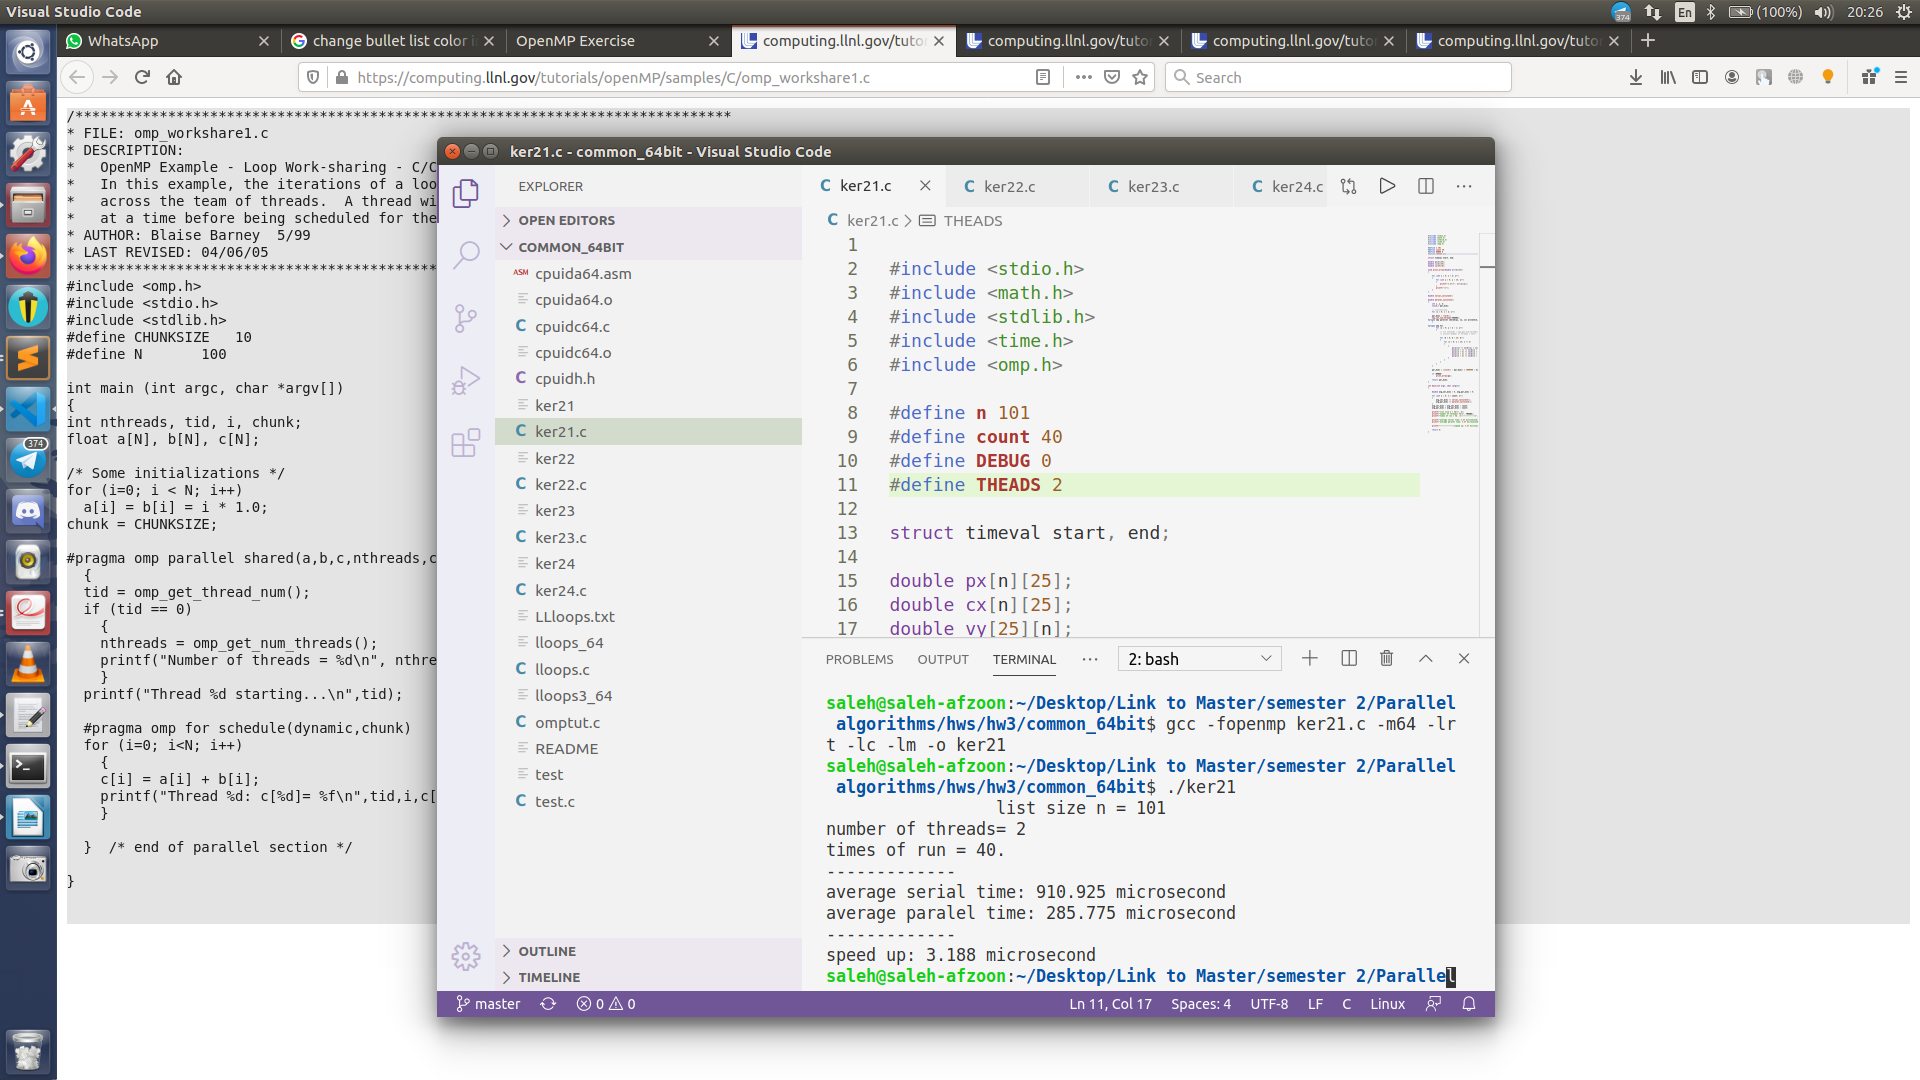 Visual Studio Code
374
En
(100%)
20:26
WhatsApp
change bullet list color i
OpenMP Exercise
computing.llnl.gov/tutor
computing.llnl.gov/tutor
computing.llnl.gov/tutor
computing.llnl.gov/tutor
https://computing.llnl.gov/tutorials/openMP/samples/C/omp_workshare1.c
Search
/******************************************************************************
* FILE: omp_workshare1.c
* DESCRIPTION:
*   OpenMP Example - Loop Work-sharing - C/C
*   In this example, the iterations of a loo
*   across the team of threads.  A thread wi
*   at a time before being scheduled for the
* AUTHOR: Blaise Barney  5/99
* LAST REVISED: 04/06/05
********************************************
#include <omp.h>
#include <stdio.h>
#include <stdlib.h>
#define CHUNKSIZE   10
#define N       100
int main (int argc, char *argv[])
{
int nthreads, tid, i, chunk;
float a[N], b[N], c[N];
/* Some initializations */
for (i=0; i < N; i++)
  a[i] = b[i] = i * 1.0;
chunk = CHUNKSIZE;
#pragma omp parallel shared(a,b,c,nthreads,c
  {
  tid = omp_get_thread_num();
  if (tid == 0)
    {
    nthreads = omp_get_num_threads();
    printf("Number of threads = %d\n", nthre
    }
  printf("Thread %d starting...\n",tid);
  #pragma omp for schedule(dynamic,chunk)
  for (i=0; i<N; i++)
    {
    c[i] = a[i] + b[i];
    printf("Thread %d: c[%d]= %f\n",tid,i,c[
    }
  }  /* end of parallel section */
}
374
ker21.c - common_64bit - Visual Studio Code
EXPLORER
OPEN EDITORS
COMMON_64BIT
ASM cpuida64.asm
cpuida64.o
C cpuidc64.c
cpuidc64.o
C cpuidh.h
ker21
C ker21.c
ker22
C ker22.c
ker23
C ker23.c
ker24
C ker24.c
LLloops.txt
lloops_64
C lloops.c
lloops3_64
C omptut.c
README
test
C test.c
OUTLINE
TIMELINE
C ker21.c
C ker22.c
C ker23.c
C ker24.c
C ker21.c > THEADS
1
2 #include <stdio.h>
3 #include <math.h>
4 #include <stdlib.h>
5 #include <time.h>
6 #include <omp.h>
7
8 #define n 101
9 #define count 40
10 #define DEBUG 0
11 #define THEADS 2
12
13 struct timeval start, end;
14
15 double px[n][25];
16 double cx[n][25];
17 double vy[25][n];
PROBLEMS OUTPUT TERMINAL ··· 2: bash
saleh@saleh-afzoon:~/Desktop/Link to Master/semester 2/Parallel
 algorithms/hws/hw3/common_64bit$ gcc -fopenmp ker21.c -m64 -lr
t -lc -lm -o ker21
saleh@saleh-afzoon:~/Desktop/Link to Master/semester 2/Parallel
 algorithms/hws/hw3/common_64bit$ ./ker21
list size n = 101
number of threads= 2
times of run = 40.
-------------
average serial time: 910.925 microsecond
average paralel time: 285.775 microsecond
-------------
speed up: 3.188 microsecond
saleh@saleh-afzoon:~/Desktop/Link to Master/semester 2/Parallel
master 0 0
Ln 11, Col 17 Spaces: 4 UTF-8 LF C Linux